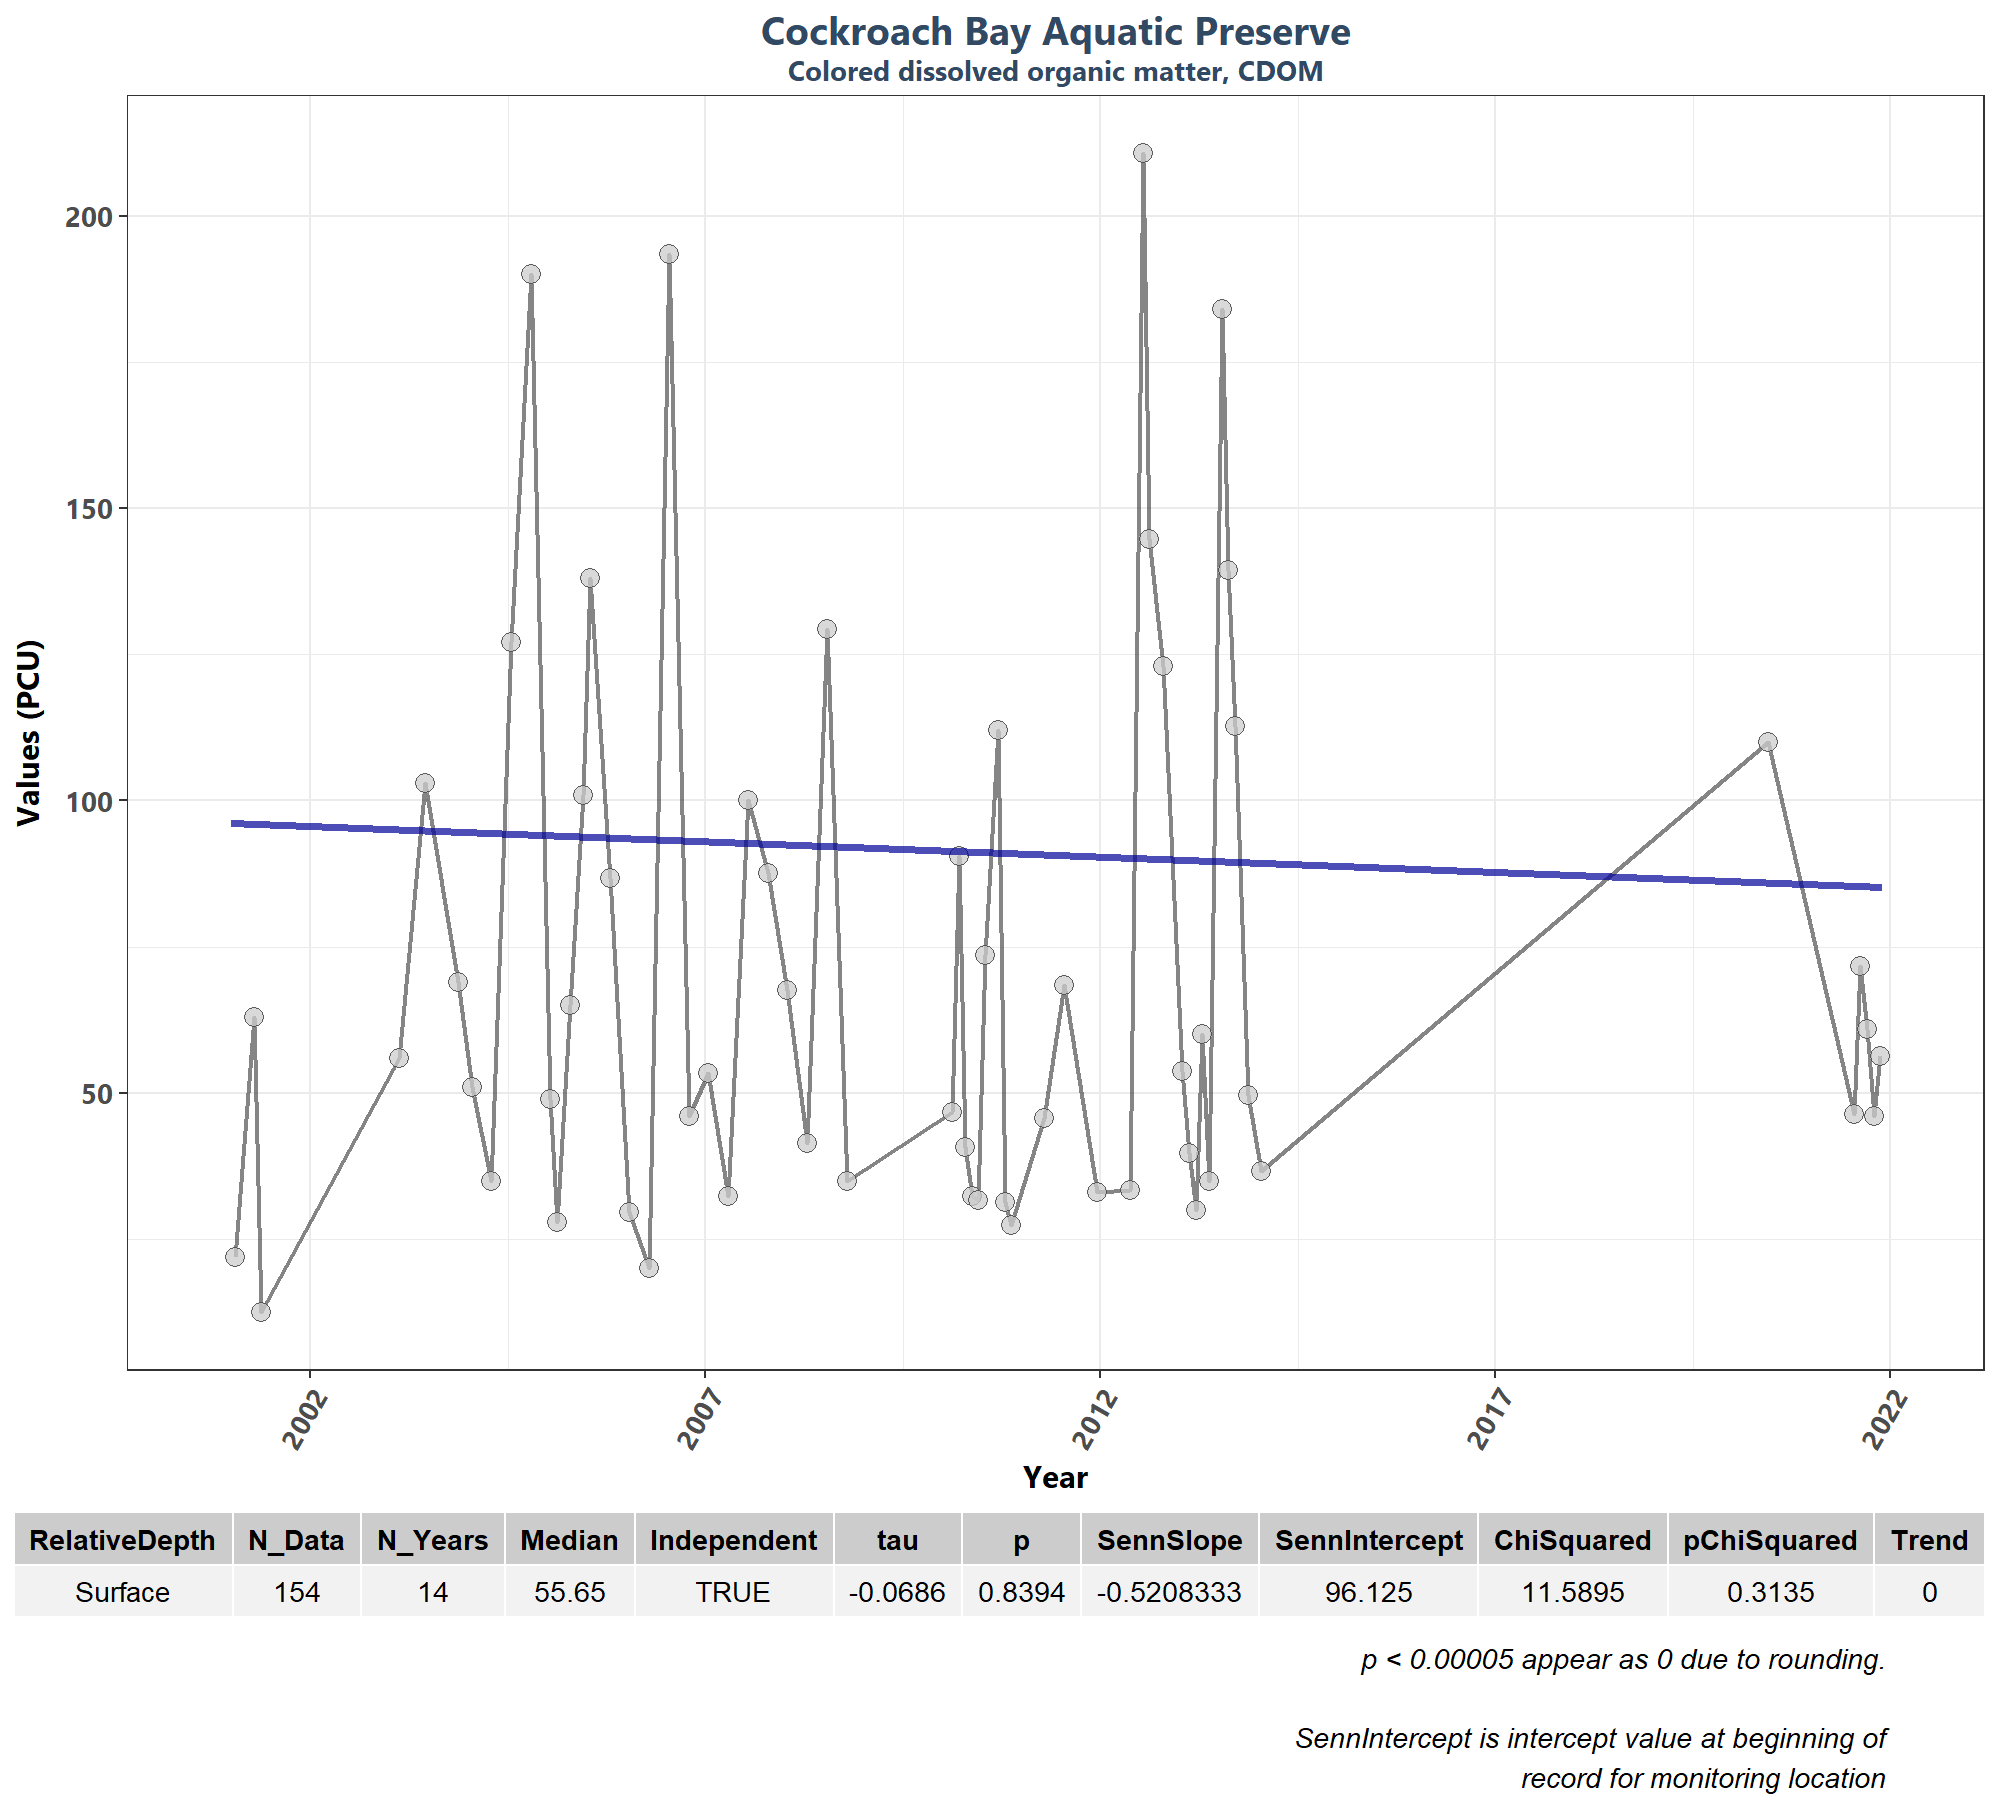 Cockroach Bay Aquatic Preserve
Colored dissolved organic matter, CDOM
Values (PCU)
200
150
100
50
2002 2007 2012 2017 2022
Year
RelativeDepth N_Data N_Years Median Independent tau p SennSlope SennIntercept ChiSquared pChiSquared Trend
Surface 154 14 55.65 TRUE -0.0686 0.8394 -0.5208333 96.125 11.5895 0.3135 0
p < 0.00005 appear as 0 due to rounding.
SennIntercept is intercept value at beginning of
record for monitoring location